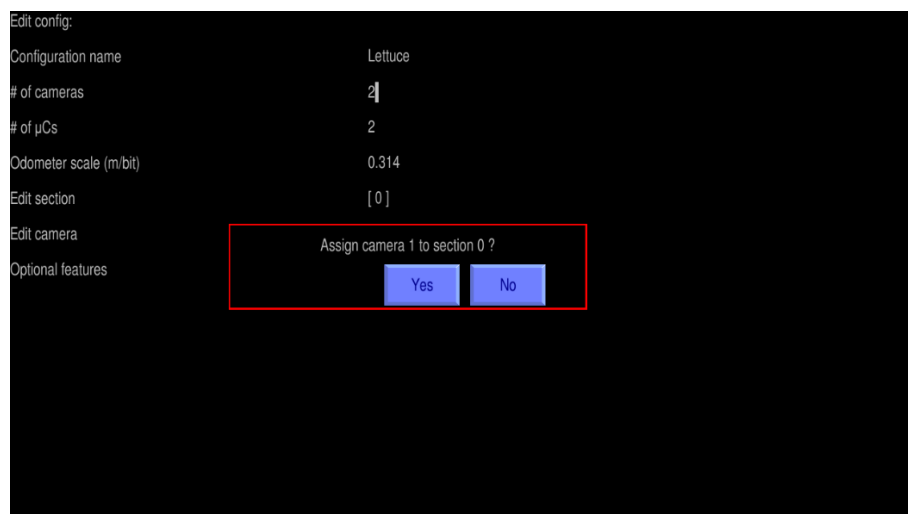 Edit config:
Configuration name Lettuce
# of cameras 2
# of µCs 2
Odometer scale (m/bit) 0.314
Edit section [ 0 ]
Edit camera
Assign camera 1 to section 0 ?
Optional features
Yes No